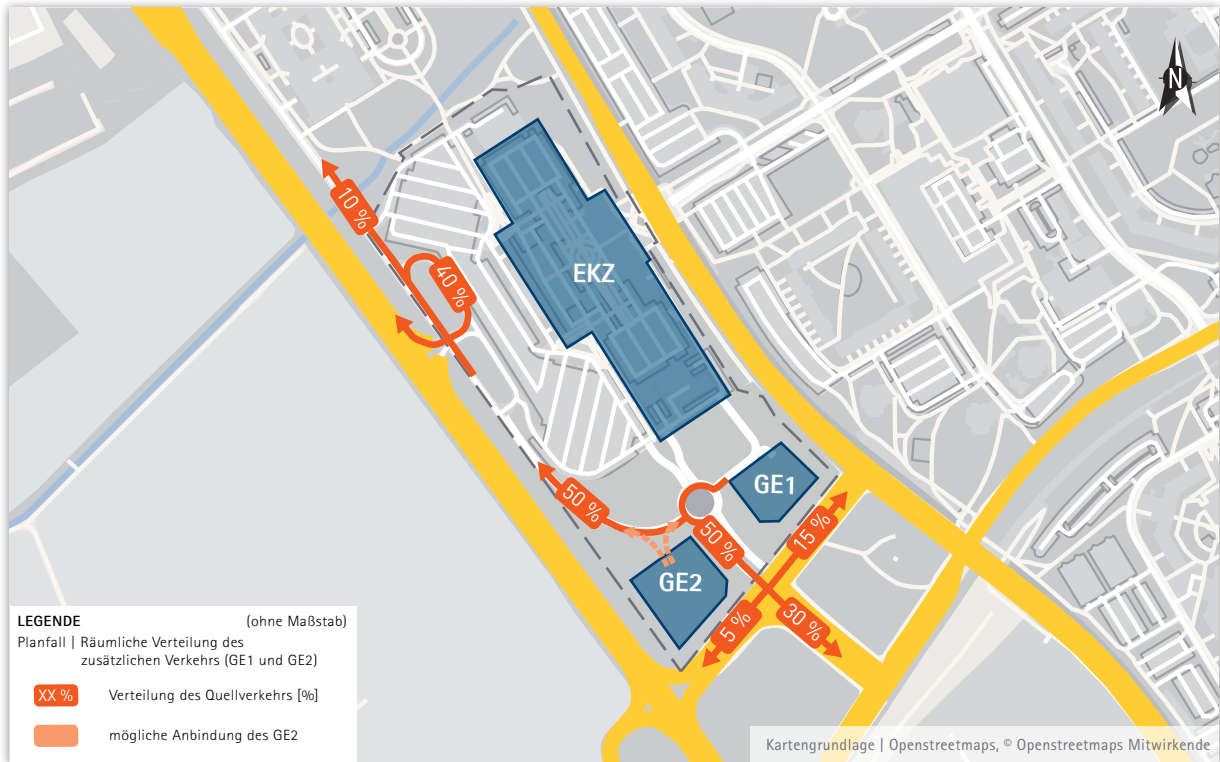 N
10 %
40 %
EKZ
50 %
GE1
50 %
15 %
GE2
5 %
30 %
LEGENDE (ohne Maßstab)
Planfall | Räumliche Verteilung des
zusätzlichen Verkehrs (GE1 und GE2)
XX % Verteilung des Quellverkehrs [%]
mögliche Anbindung des GE2
Kartengrundlage | Openstreetmaps, © Openstreetmaps Mitwirkende